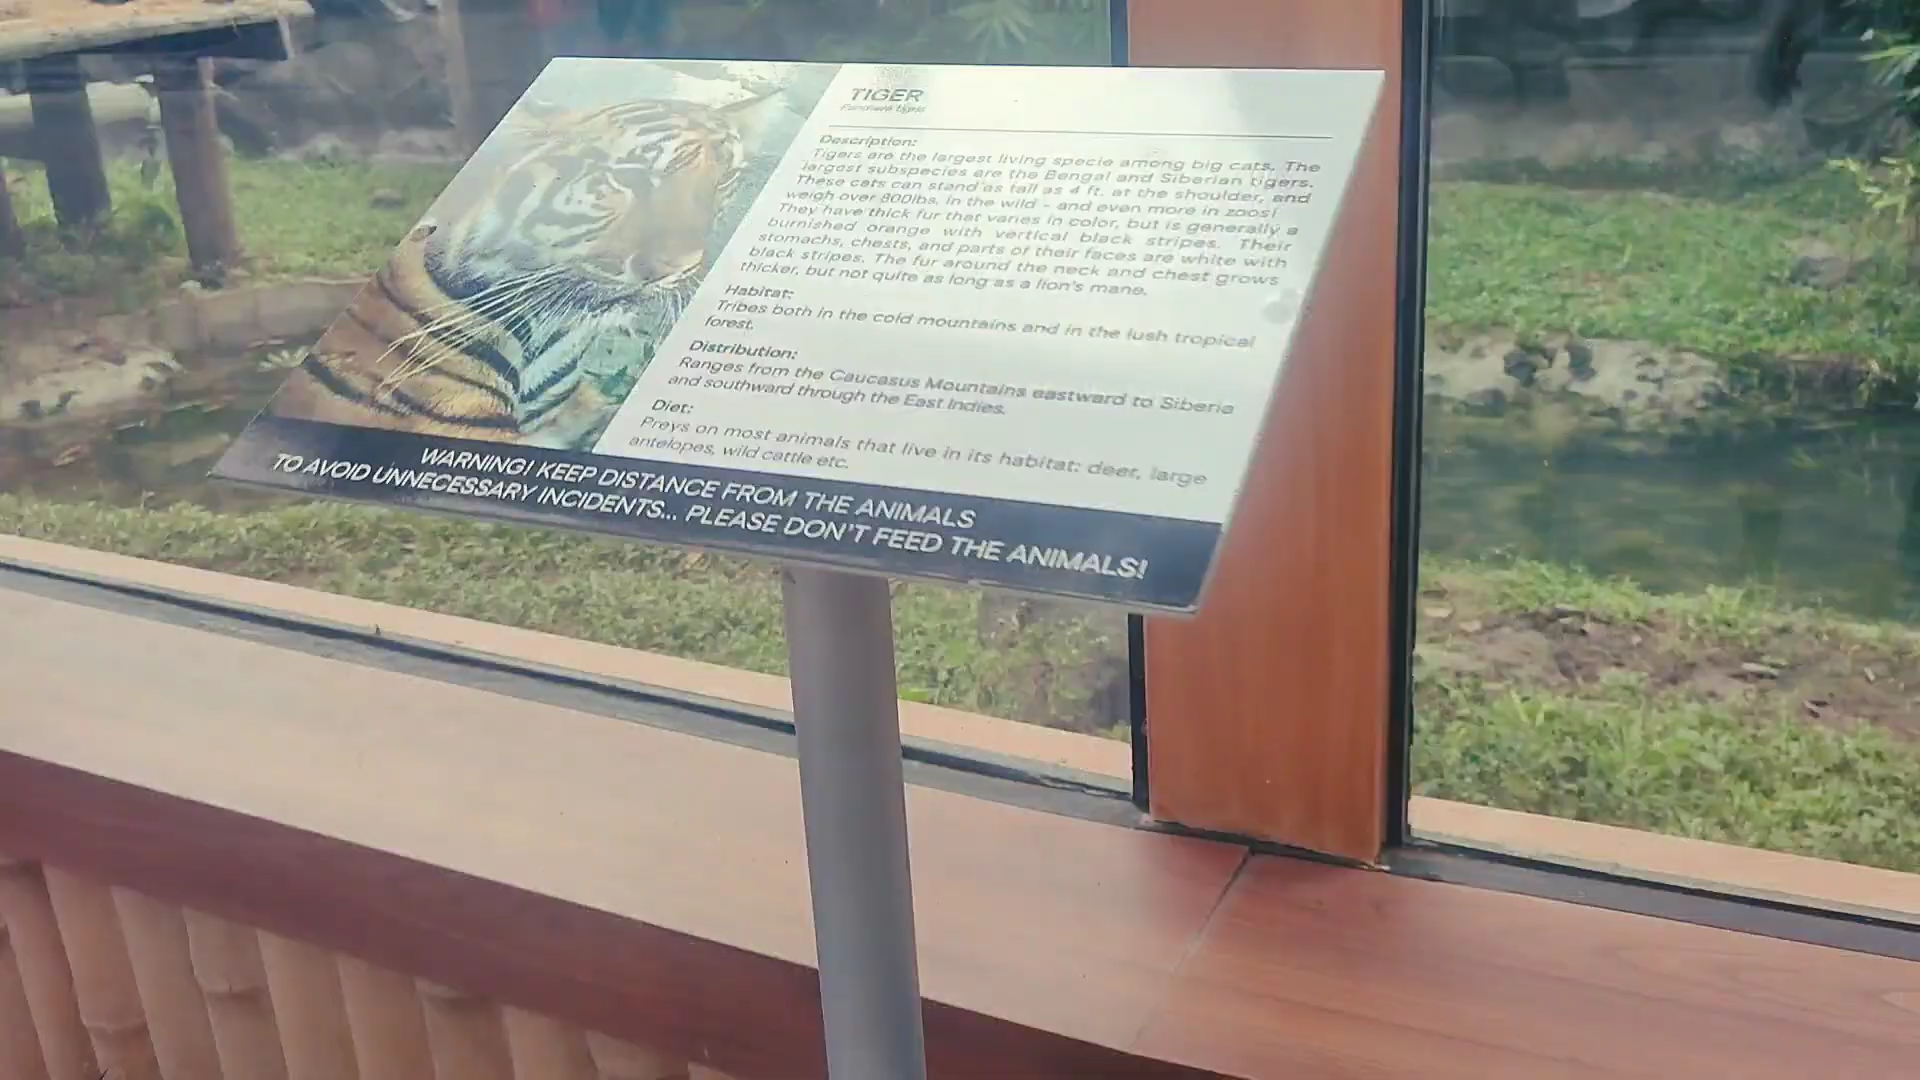 TIGER
Description:
Tigers are the largest living specie among big cats. The
largest subspecies are the Bengal and Siberian tigers.
These cats can stand as tall as 4 ft. at the shoulder, and
weigh over 800lbs. in the wild - and even more in zoos!
They have thick fur that varies in color, but is generally a
burnished orange with vertical black stripes. Their
stomachs, chests, and parts of their faces are white with
black stripes. The fur around the neck and chest grows
thicker, but not quite as long as a lion's mane.
Habitat:
Tribes both in the cold mountains and in the lush tropical
forest.
Distribution:
Ranges from the Caucasus Mountains eastward to Siberia
and southward through the East Indies.
Diet:
Preys on most animals that live in its habitat: deer, large
antelopes, wild cattle etc.
WARNING! KEEP DISTANCE FROM THE ANIMALS
TO AVOID UNNECESSARY INCIDENTS... PLEASE DON'T FEED THE ANIMALS!